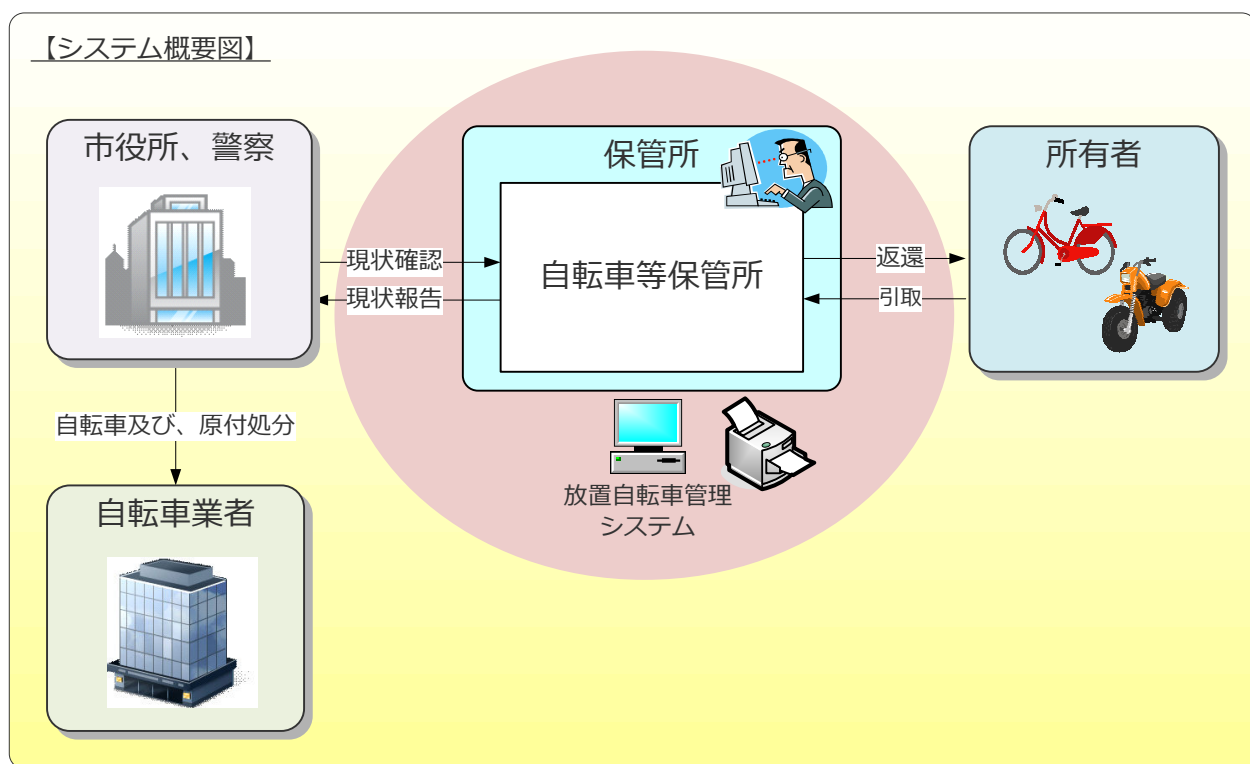 【システム概要図】
市役所、警察
保管所
所有者
自転車等保管所
現状確認
現状報告
返還
引取
自転車及び、原付処分
自転車業者
放置自転車管理
システム